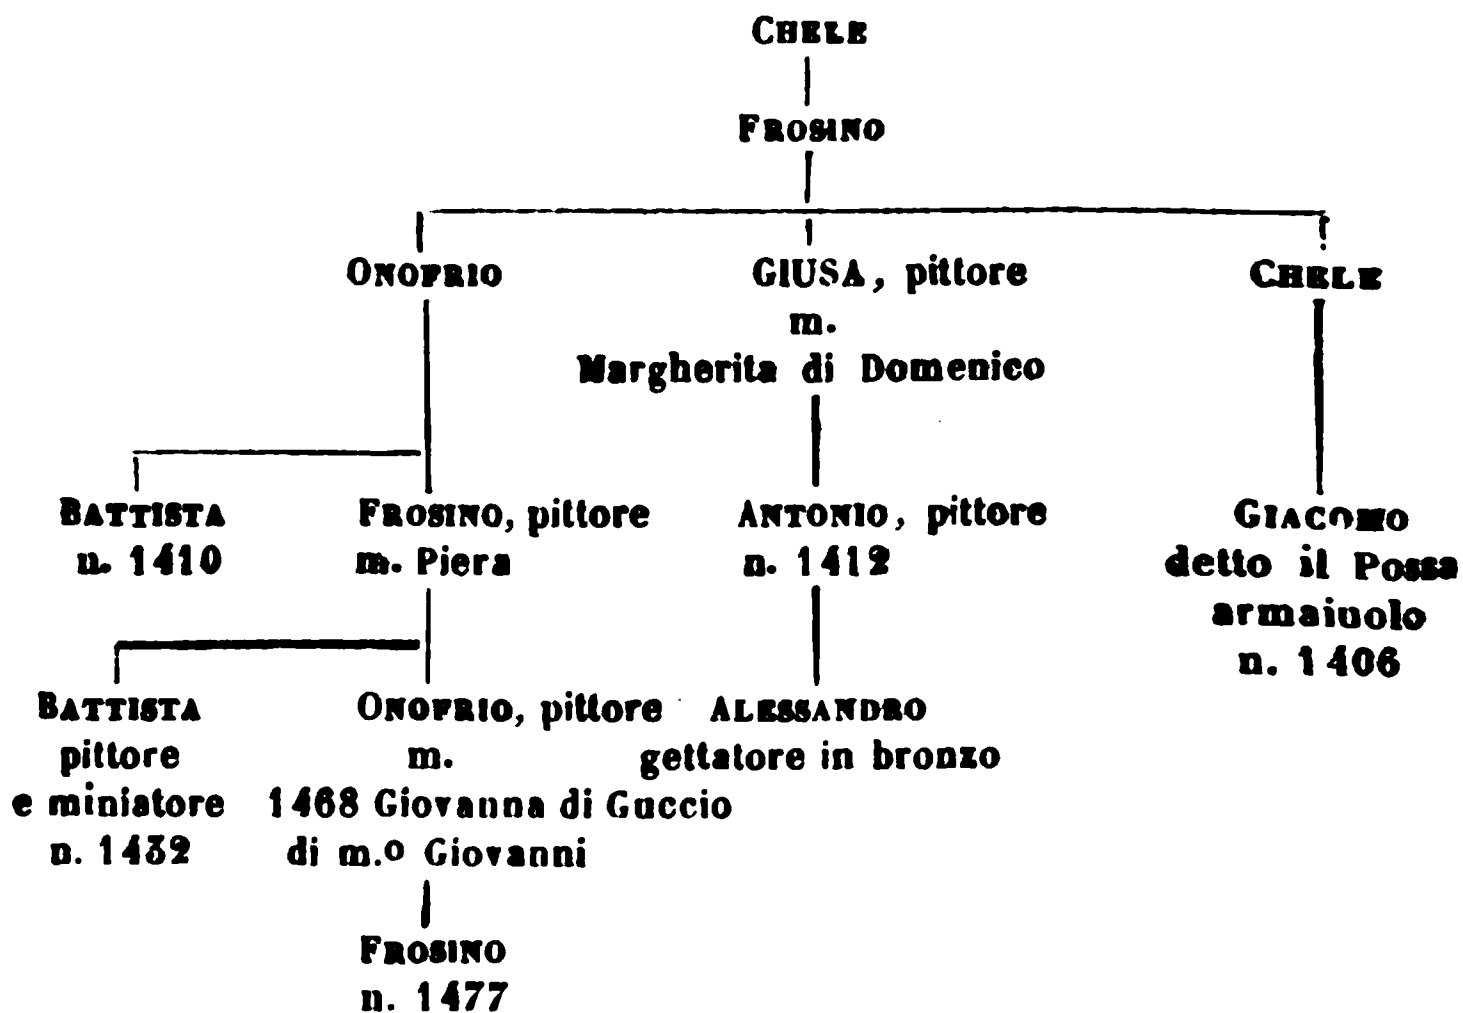 CHELE
FROSINO
ONOFRIO
GIUSA, pittore
m.
Margherita di Domenico
CHELE
BATTISTA
n. 1410
FROSINO, pittore
m. Piera
ANTONIO, pittore
n. 1412
GIACOMO
detto il Possa
armaiuolo
n. 1406
BATTISTA
pittore
e miniatore
n. 1432
ONOFRIO, pittore
m.
1468 Giovanna di Guccio
di m.o Giovanni
ALESSANDRO
gettatore in bronzo
FROSINO
n. 1477